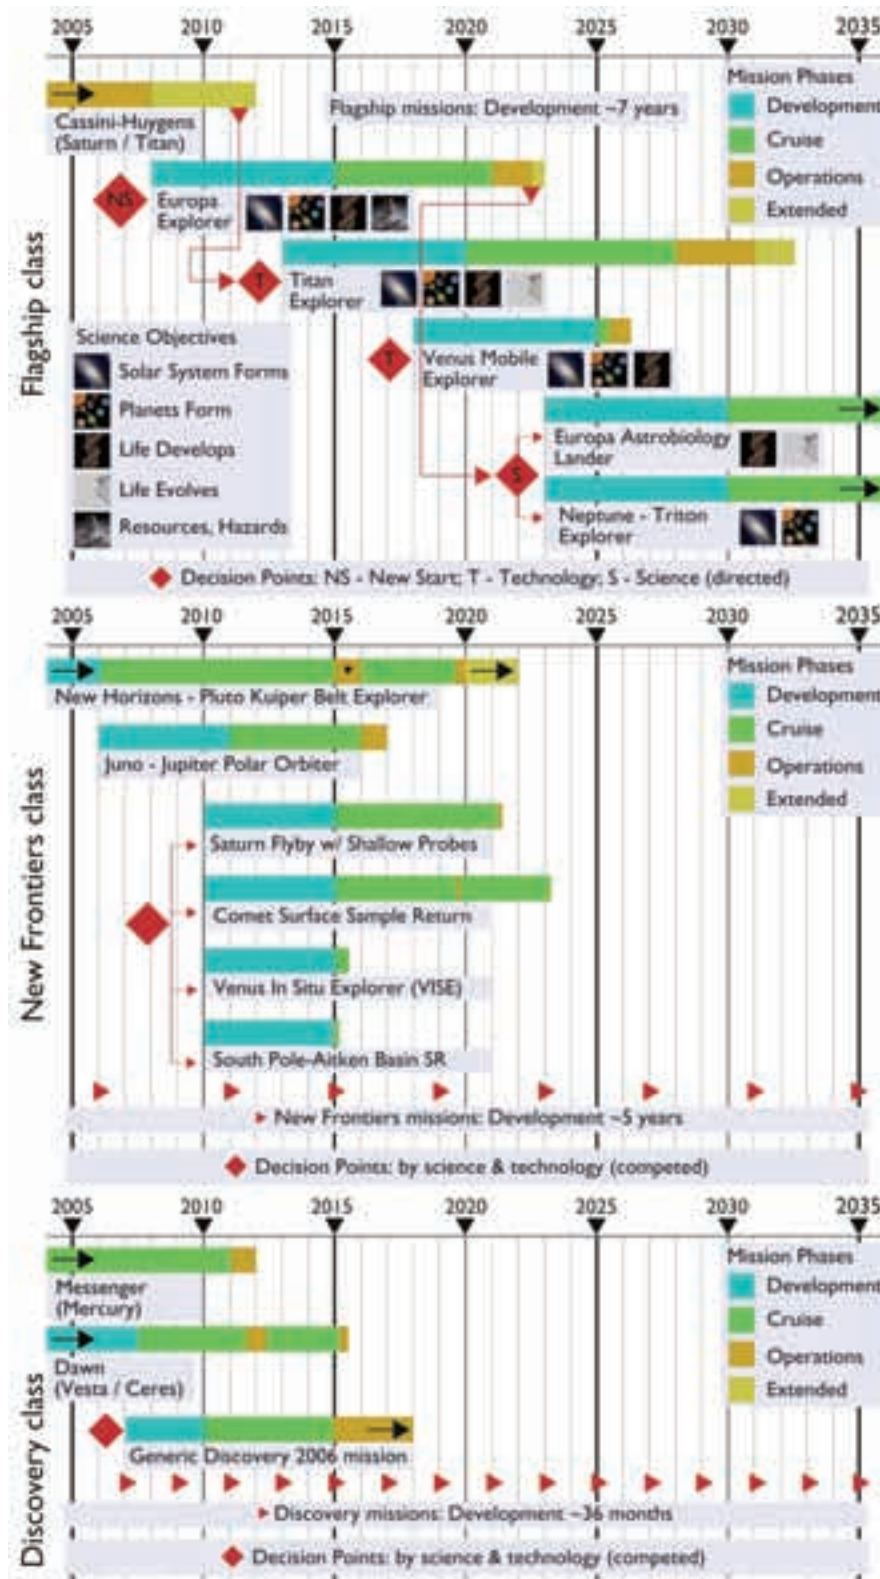 2005 2010 2015 2020 2025 2030 2035
Flagship class
Cassini-Huygens
(Saturn / Titan)
Flagship missions: Development ~7 years
Mission Phases
Development
Cruise
Operations
Extended
NS
Europa
Explorer
T
Titan
Explorer
Science Objectives
Solar System Forms
Planets Form
Life Develops
Life Evolves
Resources, Hazards
T
Venus Mobile
Explorer
S
Europa Astrobiology
Lander
Neptune - Triton
Explorer
Decision Points: NS - New Start; T - Technology; S - Science (directed)
2005 2010 2015 2020 2025 2030 2035
New Frontiers class
New Horizons - Pluto Kuiper Belt Explorer
Mission Phases
Development
Cruise
Operations
Extended
Juno - Jupiter Polar Orbiter
Saturn Flyby w/ Shallow Probes
Comet Surface Sample Return
Venus In Situ Explorer (VISE)
South Pole-Aitken Basin SR
New Frontiers missions: Development ~5 years
Decision Points: by science & technology (competed)
2005 2010 2015 2020 2025 2030 2035
Discovery class
Messenger
(Mercury)
Mission Phases
Development
Cruise
Operations
Extended
Dawn
(Vesta / Ceres)
Generic Discovery 2006 mission
Discovery missions: Development ~36 months
Decision Points: by science & technology (competed)